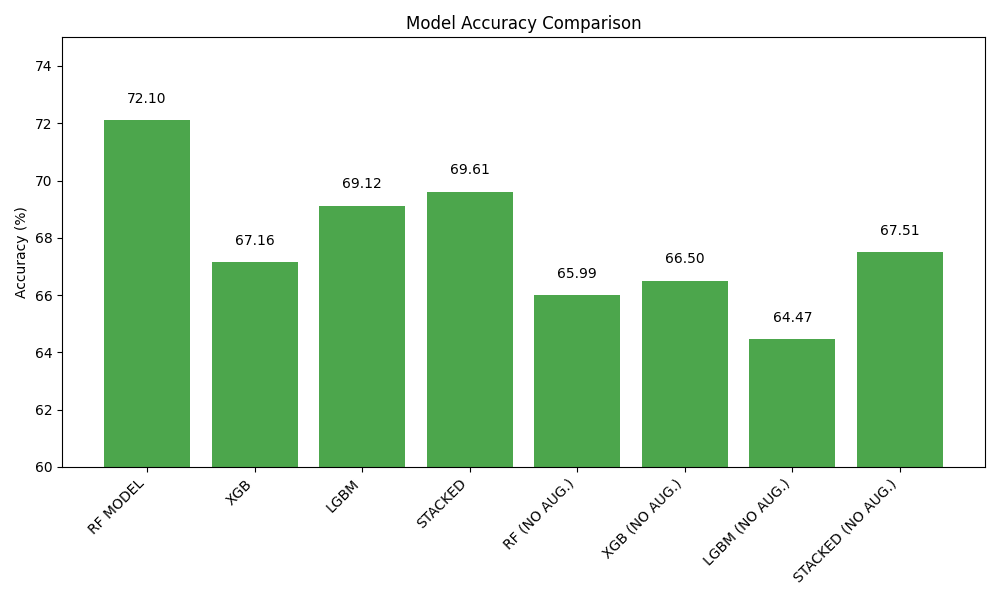 Model Accuracy Comparison
Accuracy (%)
74
72
70
68
66
64
62
60
72.10
67.16
69.12
69.61
65.99
66.50
64.47
67.51
RF MODEL
XGB
LGBM
STACKED
RF (NO AUG.)
XGB (NO AUG.)
LGBM (NO AUG.)
STACKED (NO AUG.)